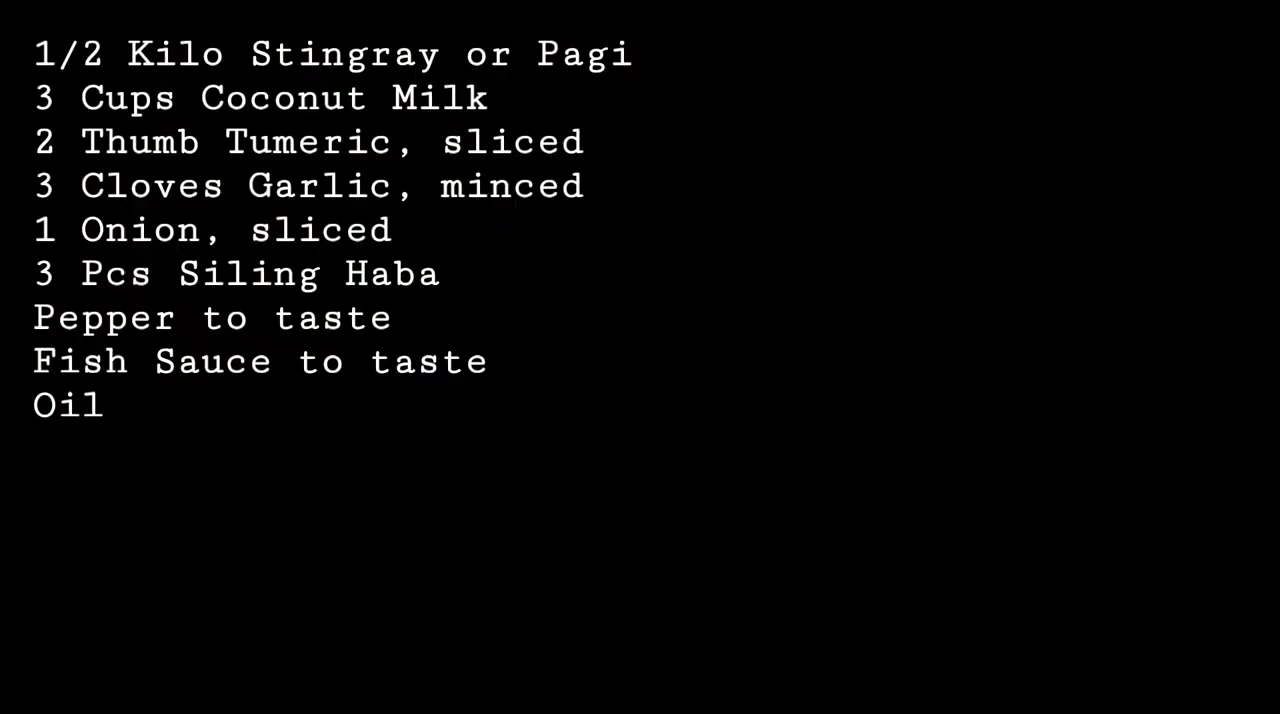 1/2 Kilo Stingray or Pagi
3 Cups Coconut Milk
2 Thumb Tumeric, sliced
3 Cloves Garlic, minced
1 Onion, sliced
3 Pcs Siling Haba
Pepper to taste
Fish Sauce to taste
Oil